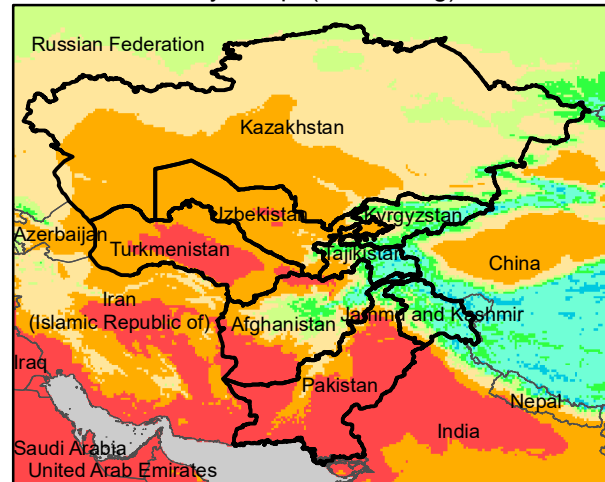 Russian Federation
Kazakhstan
Izbekistan
Kyrgyzstan
Azerbaijan
Turkmenistan
Tajikistan
China
Iran
(Islamic Republic of)
Afghanistan
Jammu and Kashmir
Iraq
Pakistan
Nepal
India
Saudi Arabia
United Arab Emirates